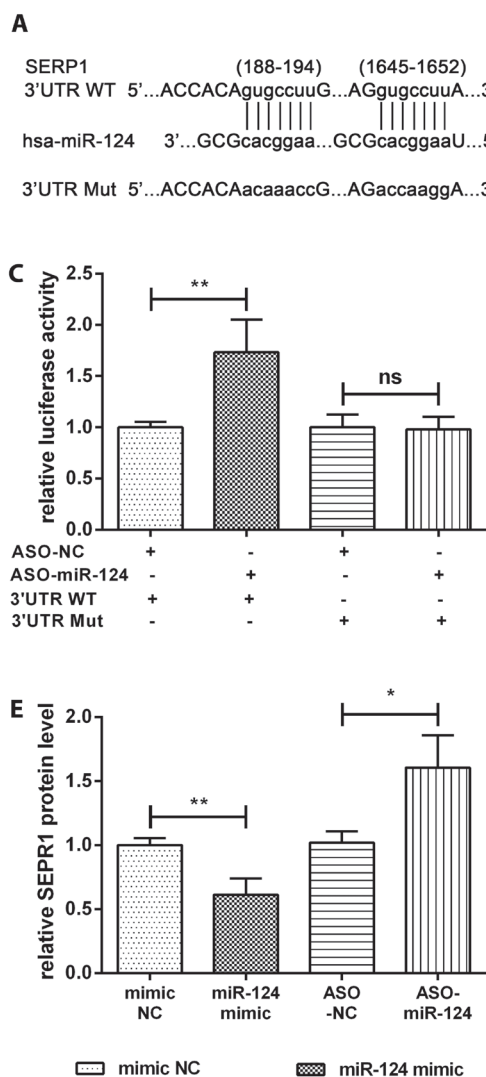 A
SERP1 (188-194) (1645-1652)
3'UTR WT 5'...ACCACAgugccuuG...AGgugccuuA...3
hsa-miR-124 3'...GCGcacggaa...GCGcacggaaU...5
3'UTR Mut 5'...ACCACAacaaaccG...AGaccaaggA...3
C
relative luciferase activity
2.5
2.0
1.5
1.0
0.5
0.0
**
ns
ASO-NC + - + -
ASO-miR-124 - + - +
3'UTR WT + + - -
3'UTR Mut - - + +
E
relative SEPR1 protein level
2.0
1.5
1.0
0.5
0.0
**
*
mimic NC
miR-124 mimic
ASO -NC
ASO- miR-124
mimic NC miR-124 mimic